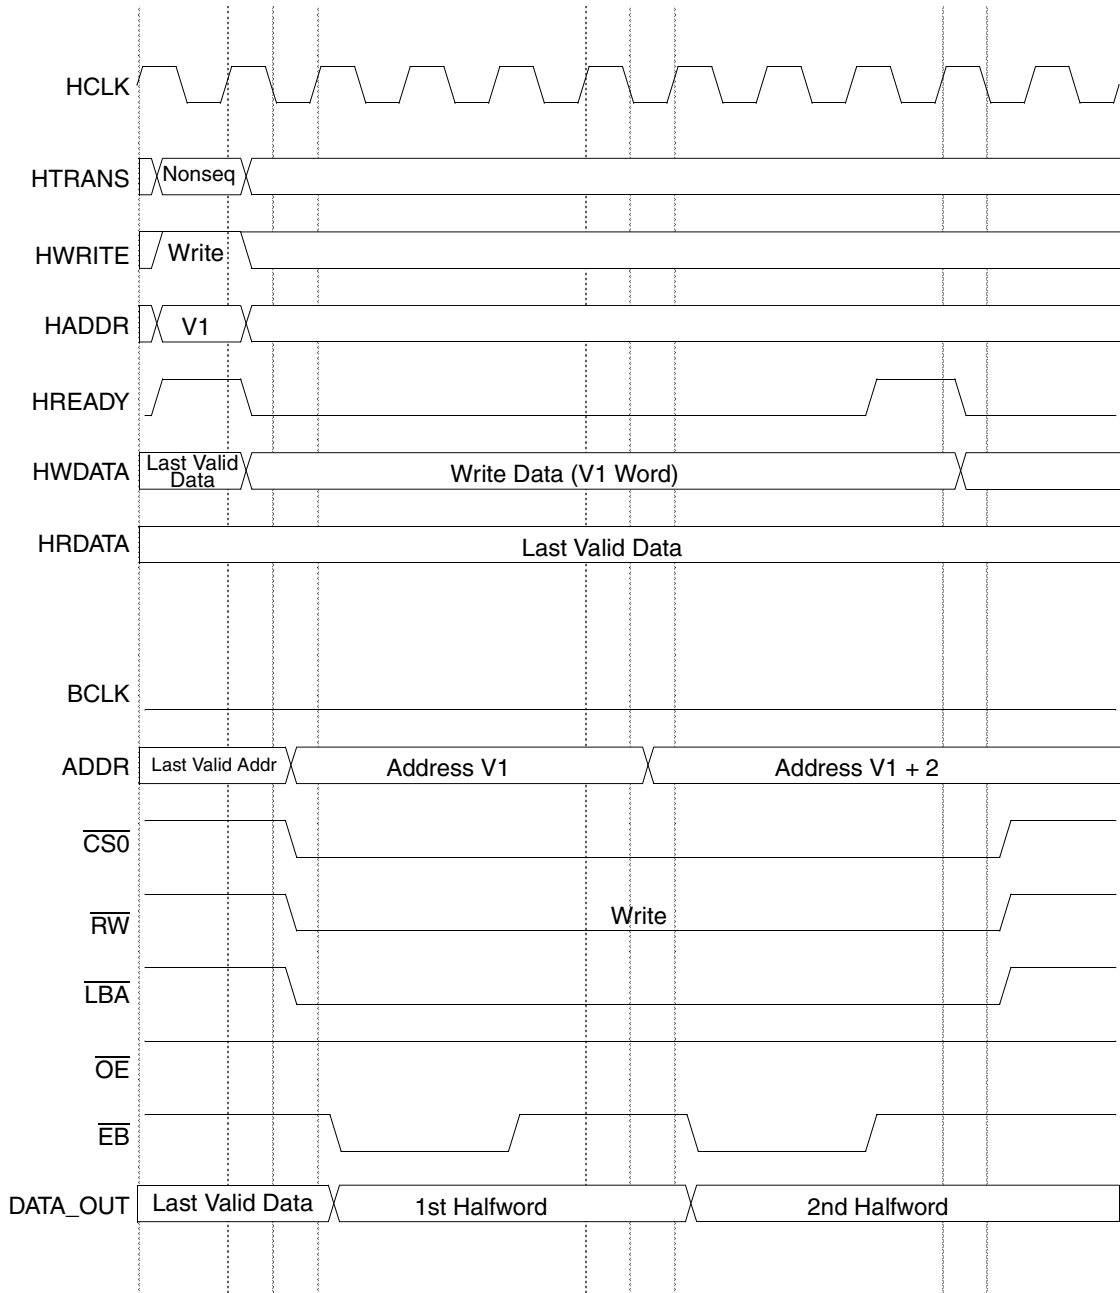 HCLK
HTRANS
Nonseq
HWRITE
Write
HADDR
V1
HREADY
HWDATA
Last Valid
Data
Write Data (V1 Word)
HRDATA
Last Valid Data
BCLK
ADDR
Last Valid Addr
Address V1
Address V1 + 2
CS0
RW
Write
LBA
OE
EB
DATA_OUT
Last Valid Data
1st Halfword
2nd Halfword